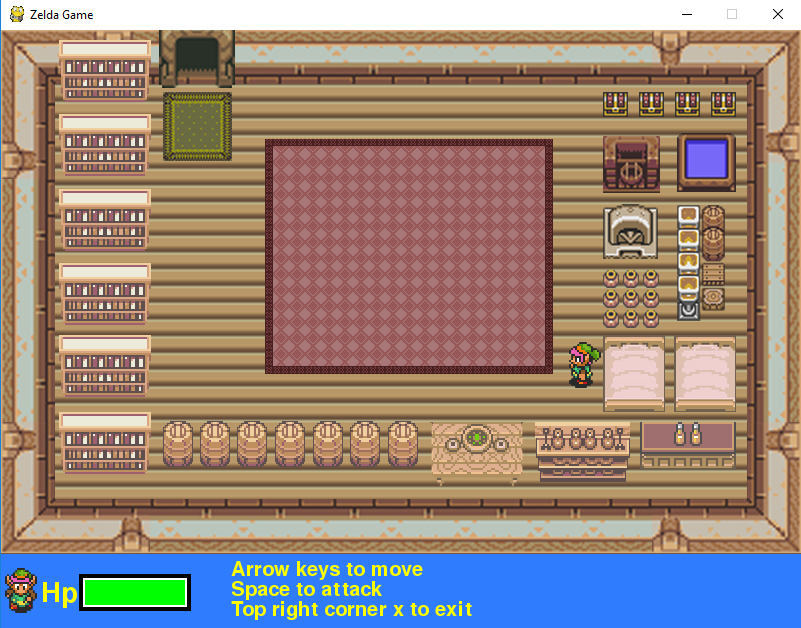 Zelda Game
Hp
Arrow keys to move
Space to attack
Top right corner x to exit